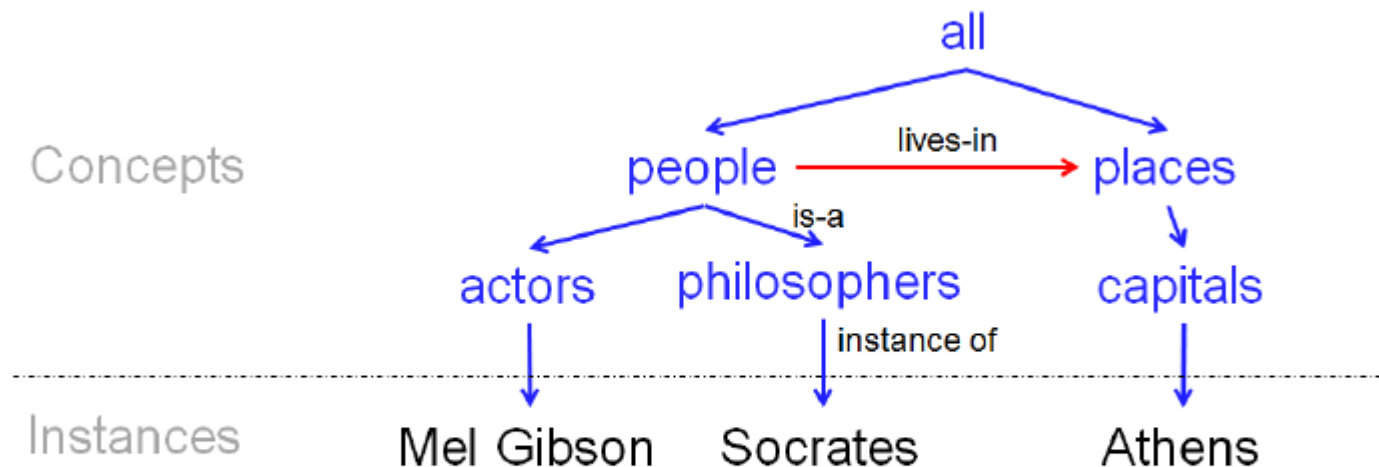 all
lives-in
Concepts people places
is-a
actors philosophers capitals
instance of
Instances Mel Gibson Socrates Athens